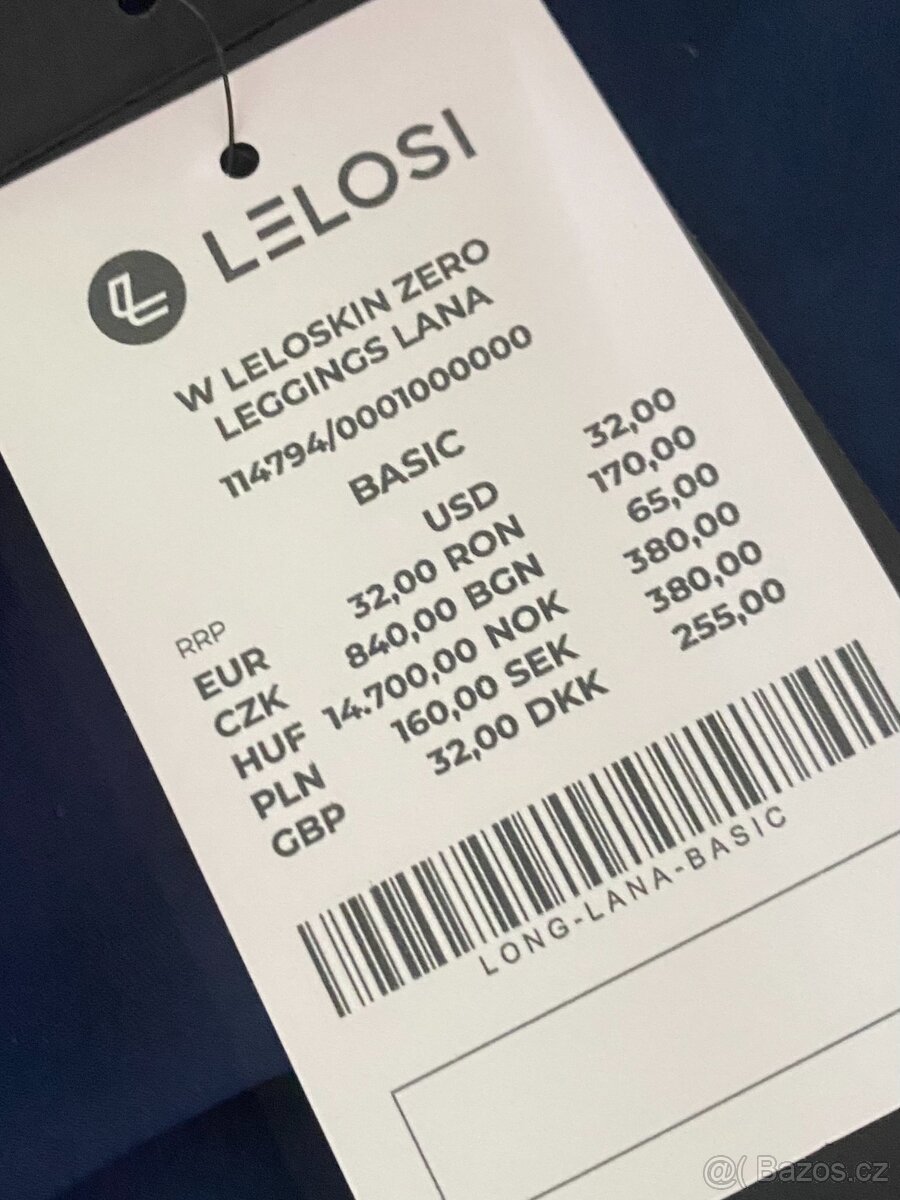 LELOSI
W LELOSKIN ZERO
LEGGINGS LANA
114794/0001000000
BASIC
RRP USD 32,00
EUR 32,00 RON 170,00
CZK 840,00 BGN 65,00
HUF 14.700,00 NOK 380,00
PLN 160,00 SEK 380,00
GBP 32,00 DKK 255,00
LONG-LANA-BASIC
@( Bazos.cz